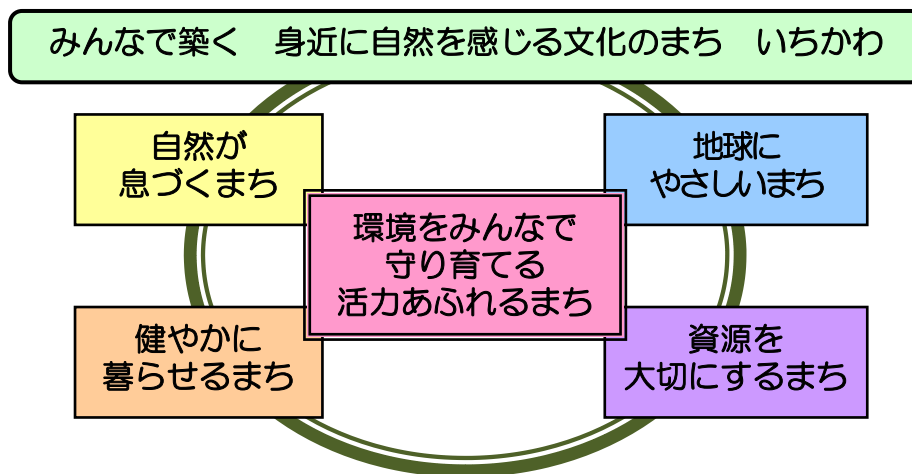 みんなで築く　身近に自然を感じる文化のまち　いちかわ
自然が
息づくまち
地球に
やさしいまち
環境をみんなで
守り育てる
活力あふれるまち
健やかに
暮らせるまち
資源を
大切にするまち